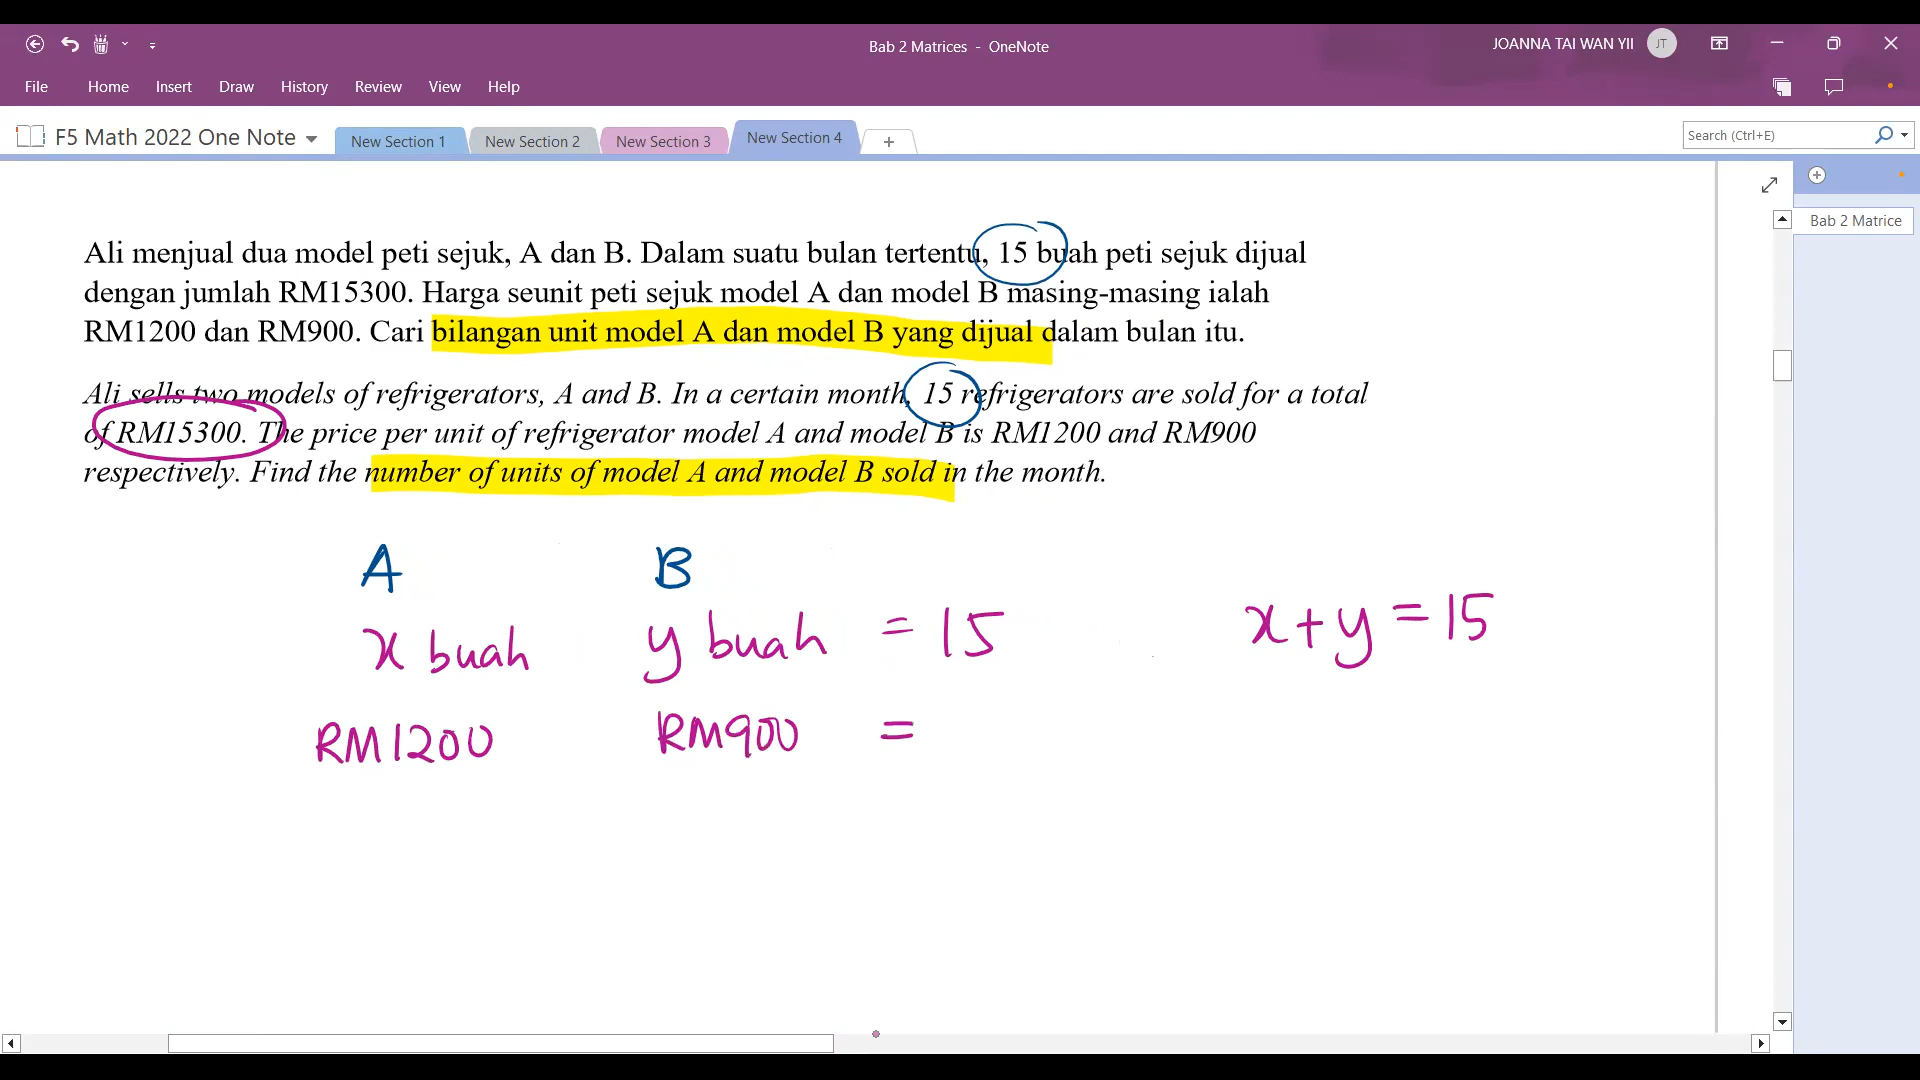 Bab 2 Matrices - OneNote
JOANNA TAI WAN YII JT
File Home Insert Draw History Review View Help
F5 Math 2022 One Note New Section 1 New Section 2 New Section 3 New Section 4 + Search (Ctrl+E)
Bab 2 Matrice
Ali menjual dua model peti sejuk, A dan B. Dalam suatu bulan tertentu, 15 buah peti sejuk dijual
dengan jumlah RM15300. Harga seunit peti sejuk model A dan model B masing-masing ialah
RM1200 dan RM900. Cari bilangan unit model A dan model B yang dijual dalam bulan itu.
Ali sells two models of refrigerators, A and B. In a certain month, 15 refrigerators are sold for a total
of RM15300. The price per unit of refrigerator model A and model B is RM1200 and RM900
respectively. Find the number of units of model A and model B sold in the month.
A B
x buah y buah = 15 x+y=15
RM1200 RM900 =